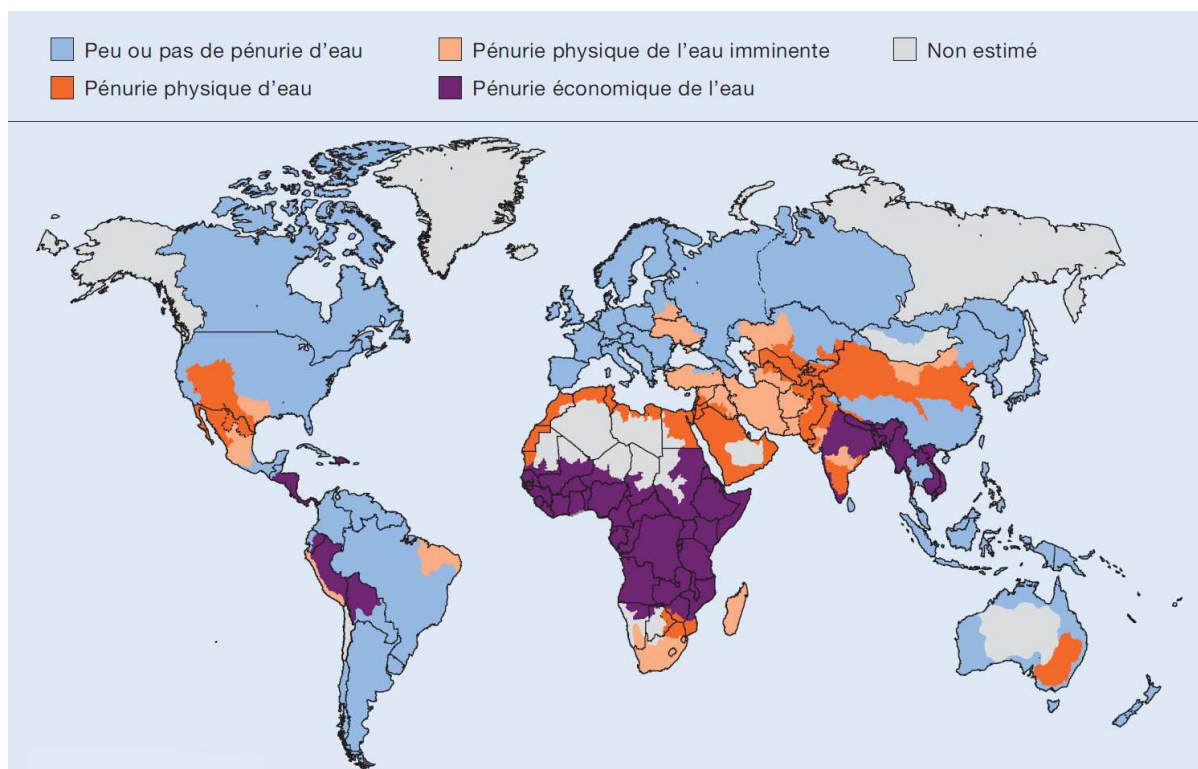 Peu ou pas de pénurie d’eau
Pénurie physique de l’eau imminente
Non estimé
Pénurie physique d’eau
Pénurie économique de l’eau